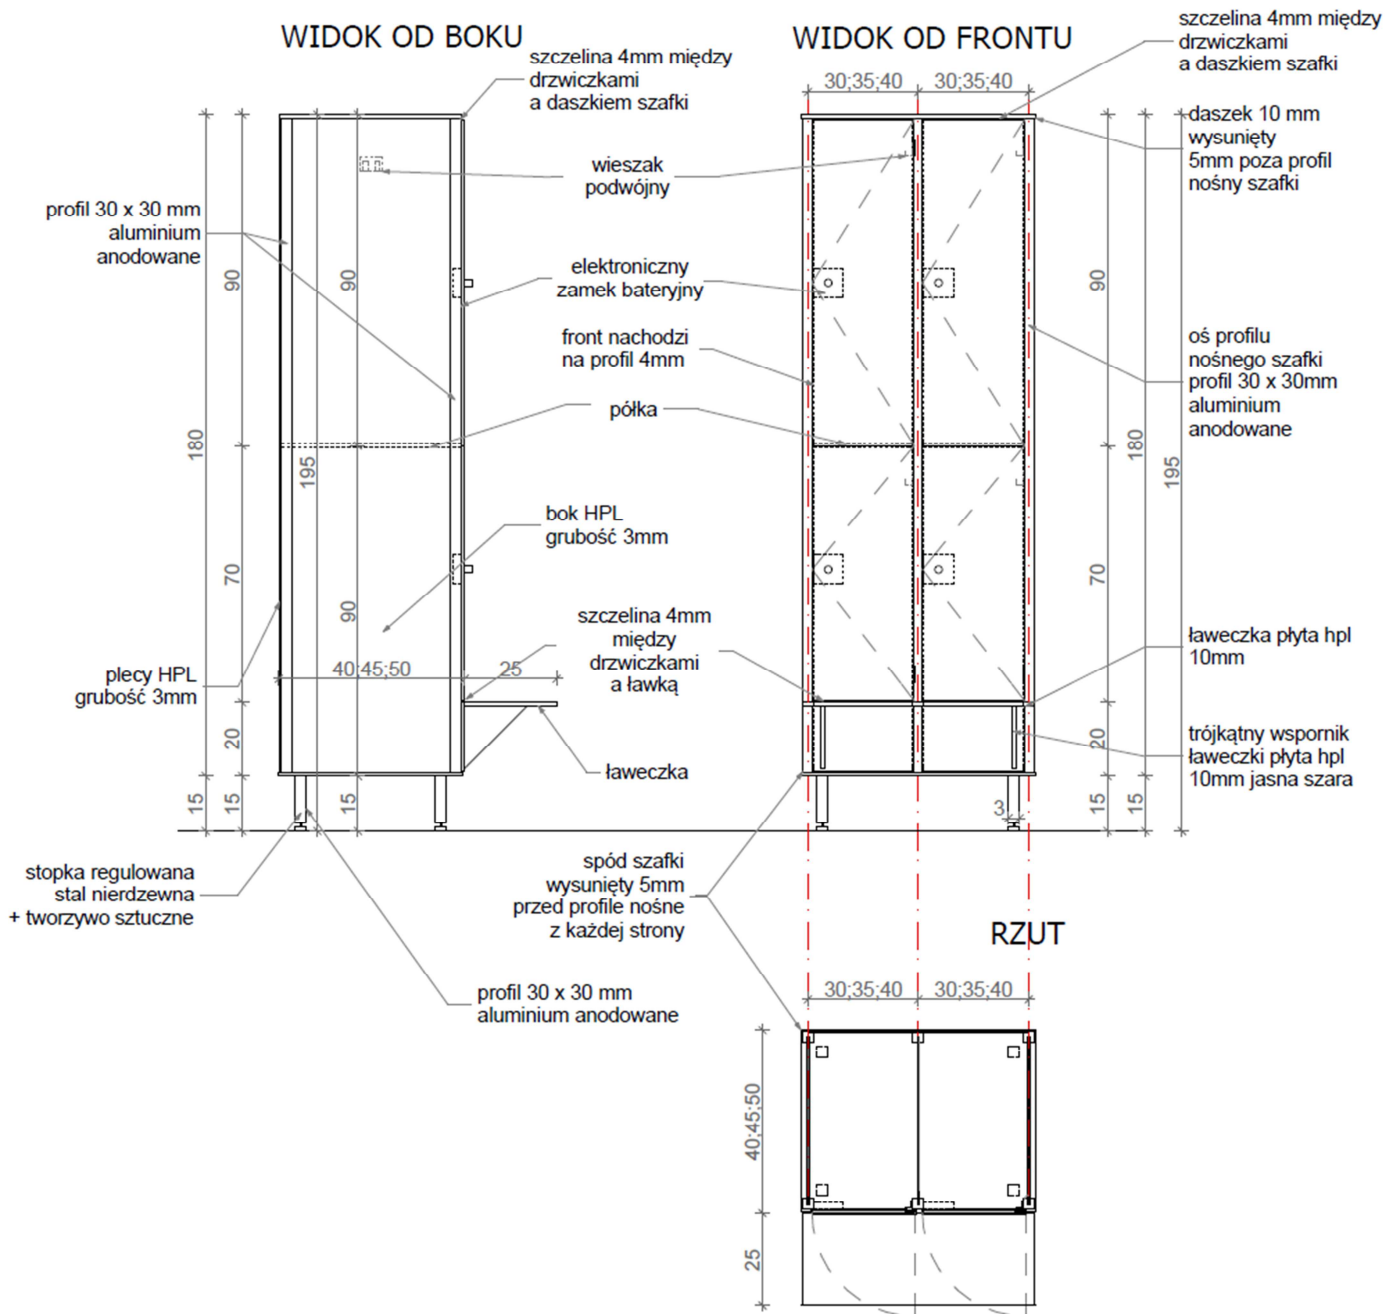 WIDOK OD BOKU
szczelina 4mm między
drzwiczkami
a daszkiem szafki
WIDOK OD FRONTU
szczelina 4mm między
drzwiczkami
a daszkiem szafki
30;35;40
30;35;40
daszek 10 mm
wysunięty
5mm poza profil
nośny szafki
wieszak
podwójny
profil 30 x 30 mm
aluminium
anodowane
elektroniczny
zamek bateryjny
front nachodzi
na profil 4mm
oś profilu
nośnego szafki
profil 30 x 30mm
aluminium
anodowane
półka
90
90
90
180
195
180
195
bok HPL
grubość 3mm
70
90
70
szczelina 4mm
między
drzwiczkami
a ławką
ławeczka płyta hpl
10mm
plecy HPL
grubość 3mm
40;45;50
25
20
20
trójkątny wspornik
ławeczki płyta hpl
10mm jasna szara
ławeczka
15
15
15
3
15
15
stopka regulowana
stal nierdzewna
+ tworzywo sztuczne
spód szafki
wysunięty 5mm
przed profile nośne
z każdej strony
RZUT
profil 30 x 30 mm
aluminium anodowane
30;35;40
30;35;40
40;45;50
25